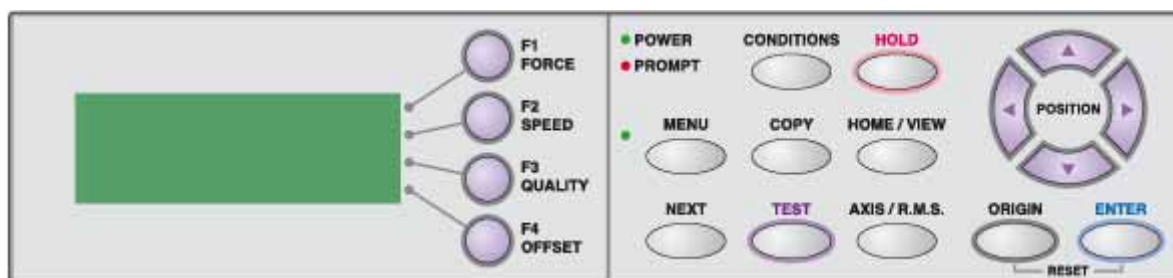 F1
FORCE
F2
SPEED
F3
QUALITY
F4
OFFSET
POWER
PROMPT
CONDITIONS
HOLD
MENU
COPY
HOME / VIEW
NEXT
TEST
AXIS / R.M.S.
POSITION
ORIGIN
ENTER
RESET